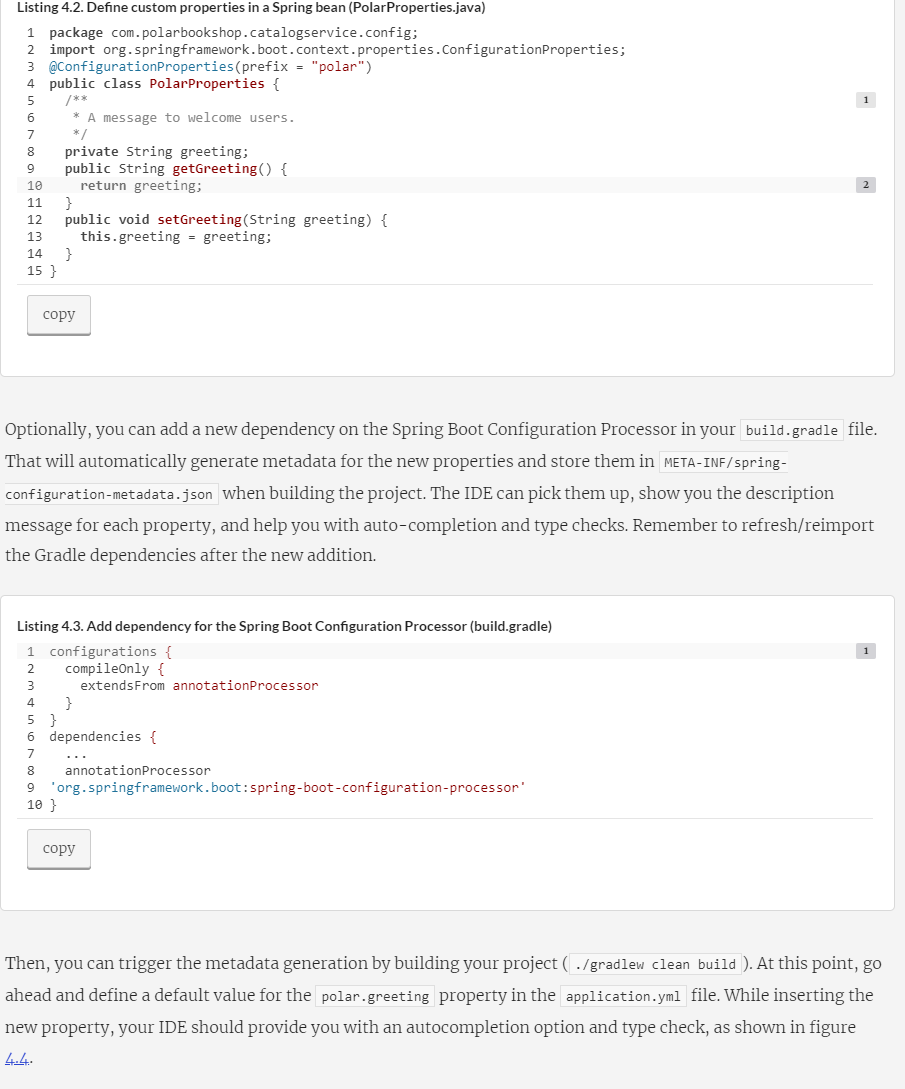 Listing 4.2. Define custom properties in a Spring bean (PolarProperties.java)
1 package com.polarbookshop.catalogservice.config;
2 import org.springframework.boot.context.properties.ConfigurationProperties;
3 @ConfigurationProperties(prefix = "polar")
4 public class PolarProperties {
5   /** 1
6    * A message to welcome users.
7    */
8   private String greeting;
9   public String getGreeting() {
10     return greeting; 2
11   }
12   public void setGreeting(String greeting) {
13     this.greeting = greeting;
14   }
15 }
copy
Optionally, you can add a new dependency on the Spring Boot Configuration Processor in your build.gradle file.
That will automatically generate metadata for the new properties and store them in META-INF/spring-
configuration-metadata.json when building the project. The IDE can pick them up, show you the description
message for each property, and help you with auto-completion and type checks. Remember to refresh/reimport
the Gradle dependencies after the new addition.
Listing 4.3. Add dependency for the Spring Boot Configuration Processor (build.gradle)
1 configurations { 1
2   compileOnly {
3     extendsFrom annotationProcessor
4   }
5 }
6 dependencies {
7   ...
8   annotationProcessor
9 'org.springframework.boot:spring-boot-configuration-processor'
10 }
copy
Then, you can trigger the metadata generation by building your project ( ./gradlew clean build ). At this point, go
ahead and define a default value for the polar.greeting property in the application.yml file. While inserting the
new property, your IDE should provide you with an autocompletion option and type check, as shown in figure
4.4.